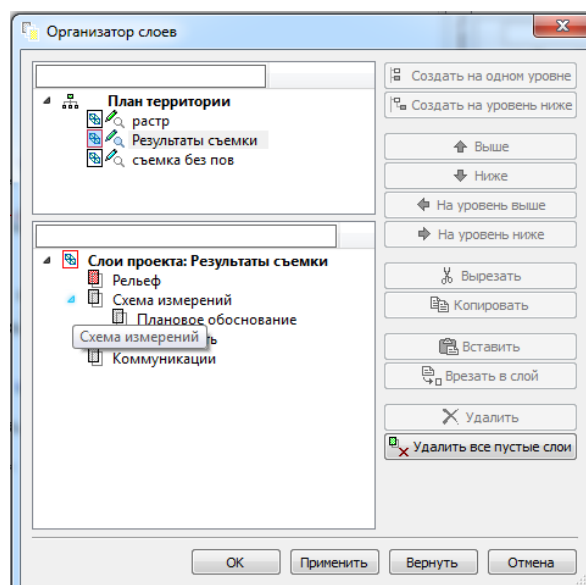 Организатор слоев
План территории
растр
Результаты съемки
съемка без пов
Слои проекта: Результаты съемки
Рельеф
Схема измерений
Плановое обоснование
Схема измерений
Коммуникации
Создать на одном уровне
Создать на уровень ниже
Выше
Ниже
На уровень выше
На уровень ниже
Вырезать
Копировать
Вставить
Врезать в слой
Удалить
Удалить все пустые слои
ОК
Применить
Вернуть
Отмена